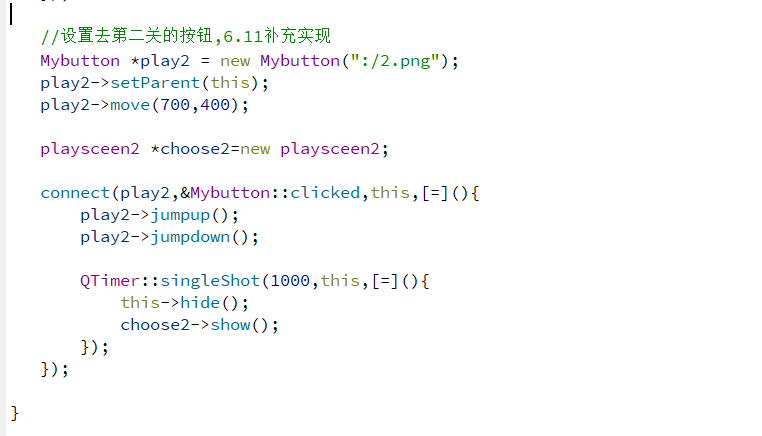 //设置去第二关的按钮,6.11补充实现
Mybutton *play2 = new Mybutton(":/2.png");
play2->setParent(this);
play2->move(700,400);
playsceen2 *choose2=new playsceen2;
connect(play2,&Mybutton::clicked,this,[=](){
play2->jumpup();
play2->jumpdown();
QTimer::singleShot(1000,this,[=](){
this->hide();
choose2->show();
});
});
}